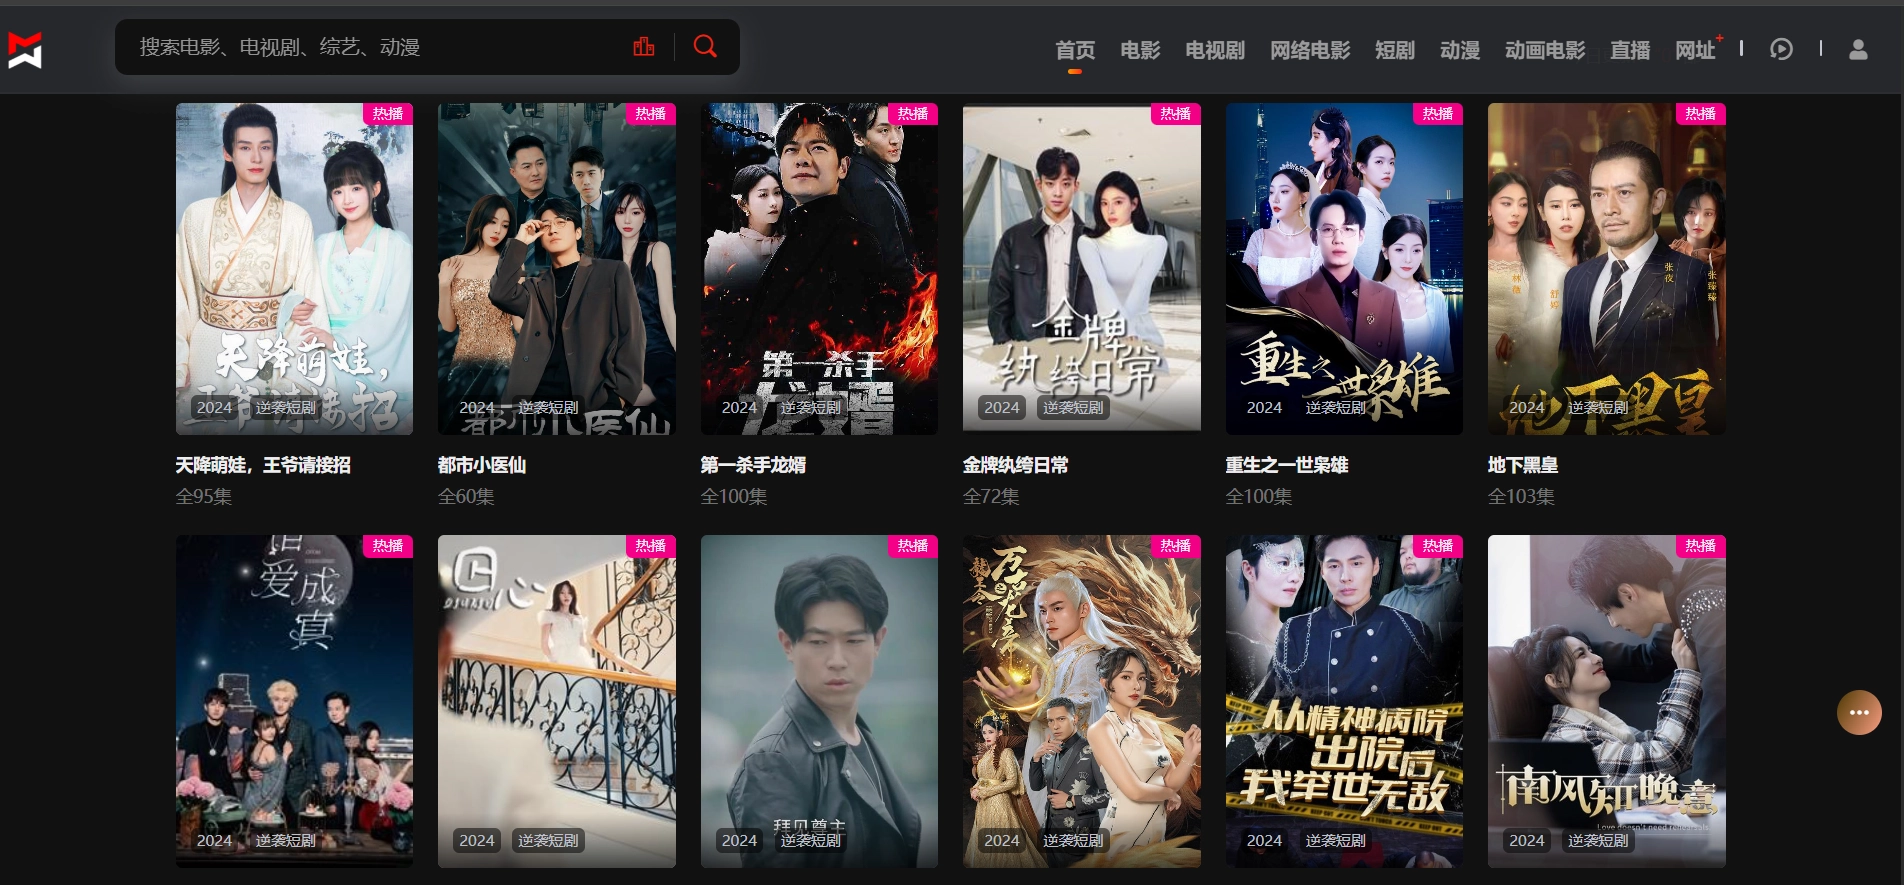 搜索电影、电视剧、综艺、动漫
首页 电影 电视剧 网络电影 短剧 动漫 动画电影 直播 网址+
热播
天降萌娃，
王爷请接招
2024 逆袭短剧
天降萌娃，王爷请接招
全95集
热播
都市小医仙
2024 逆袭短剧
都市小医仙
全60集
热播
第一杀手
龙婿
2024 逆袭短剧
第一杀手龙婿
全100集
热播
金牌
纨绔日常
2024 逆袭短剧
金牌纨绔日常
全72集
热播
重生之
一世枭雄
2024 逆袭短剧
重生之一世枭雄
全100集
热播
张夜
张臻臻
地下黑皇
2024 逆袭短剧
地下黑皇
全103集
热播
爱成真
2024 逆袭短剧
热播
回心
2024 逆袭短剧
热播
拜见尊主
2024 逆袭短剧
热播
2024 逆袭短剧
热播
从精神病院
出院后
我举世无敌
2024 逆袭短剧
热播
南风知晚意
2024 逆袭短剧